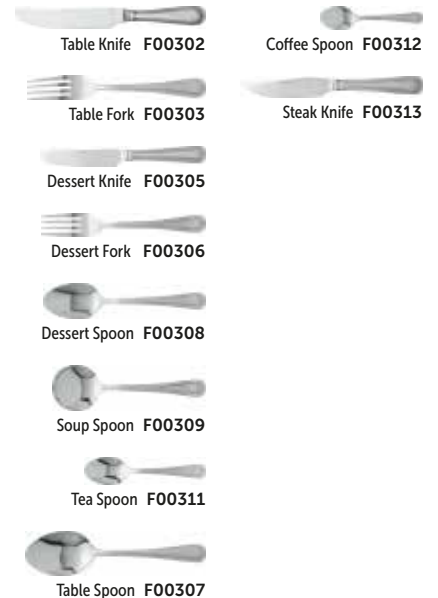 Table Knife F00302
Table Fork F00303
Dessert Knife F00305
Dessert Fork F00306
Dessert Spoon F00308
Soup Spoon F00309
Tea Spoon F00311
Table Spoon F00307
Coffee Spoon F00312
Steak Knife F00313